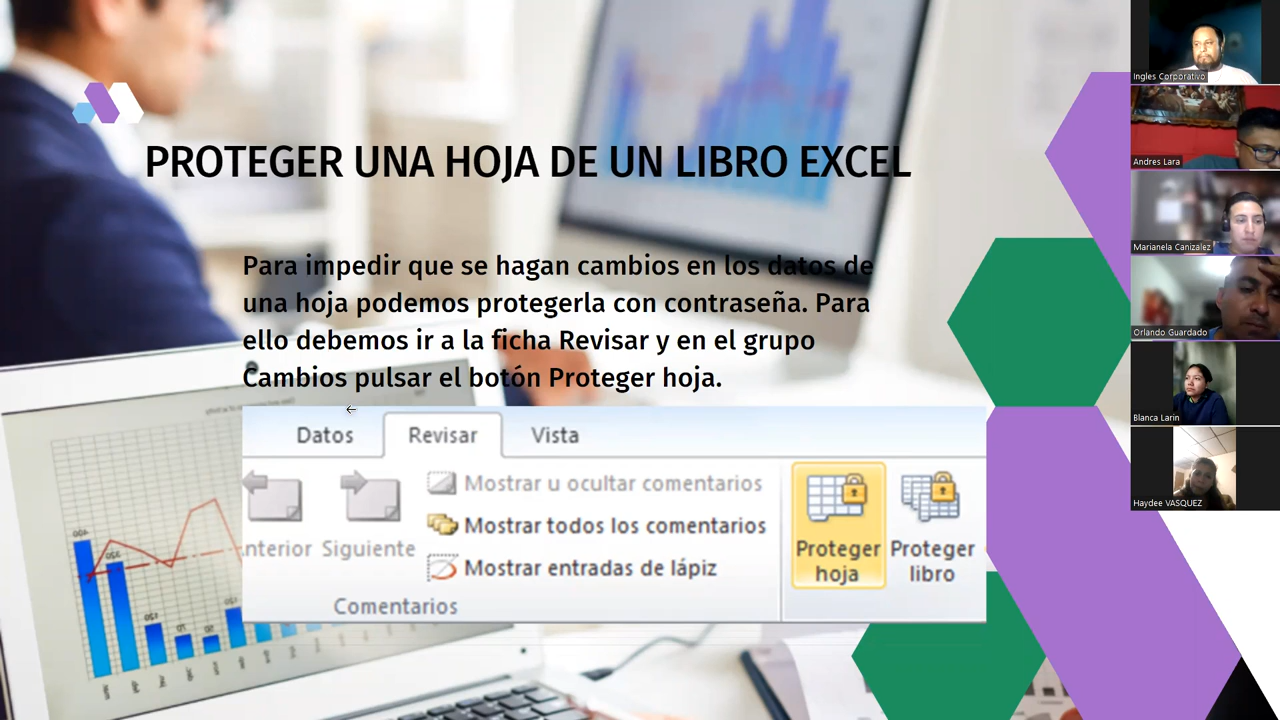 PROTEGER UNA HOJA DE UN LIBRO EXCEL
Para impedir que se hagan cambios en los datos de
una hoja podemos protegerla con contraseña. Para
ello debemos ir a la ficha Revisar y en el grupo
Cambios pulsar el botón Proteger hoja.
Datos Revisar Vista
Mostrar u ocultar comentarios
Mostrar todos los comentarios
Mostrar entradas de lápiz
nterior Siguiente
Comentarios
Proteger
hoja
Proteger
libro
Ingles Corporativo
Andres Lara
Marianela Canizalez
Orlando Guardado
Blanca Larin
Haydee VASQUEZ